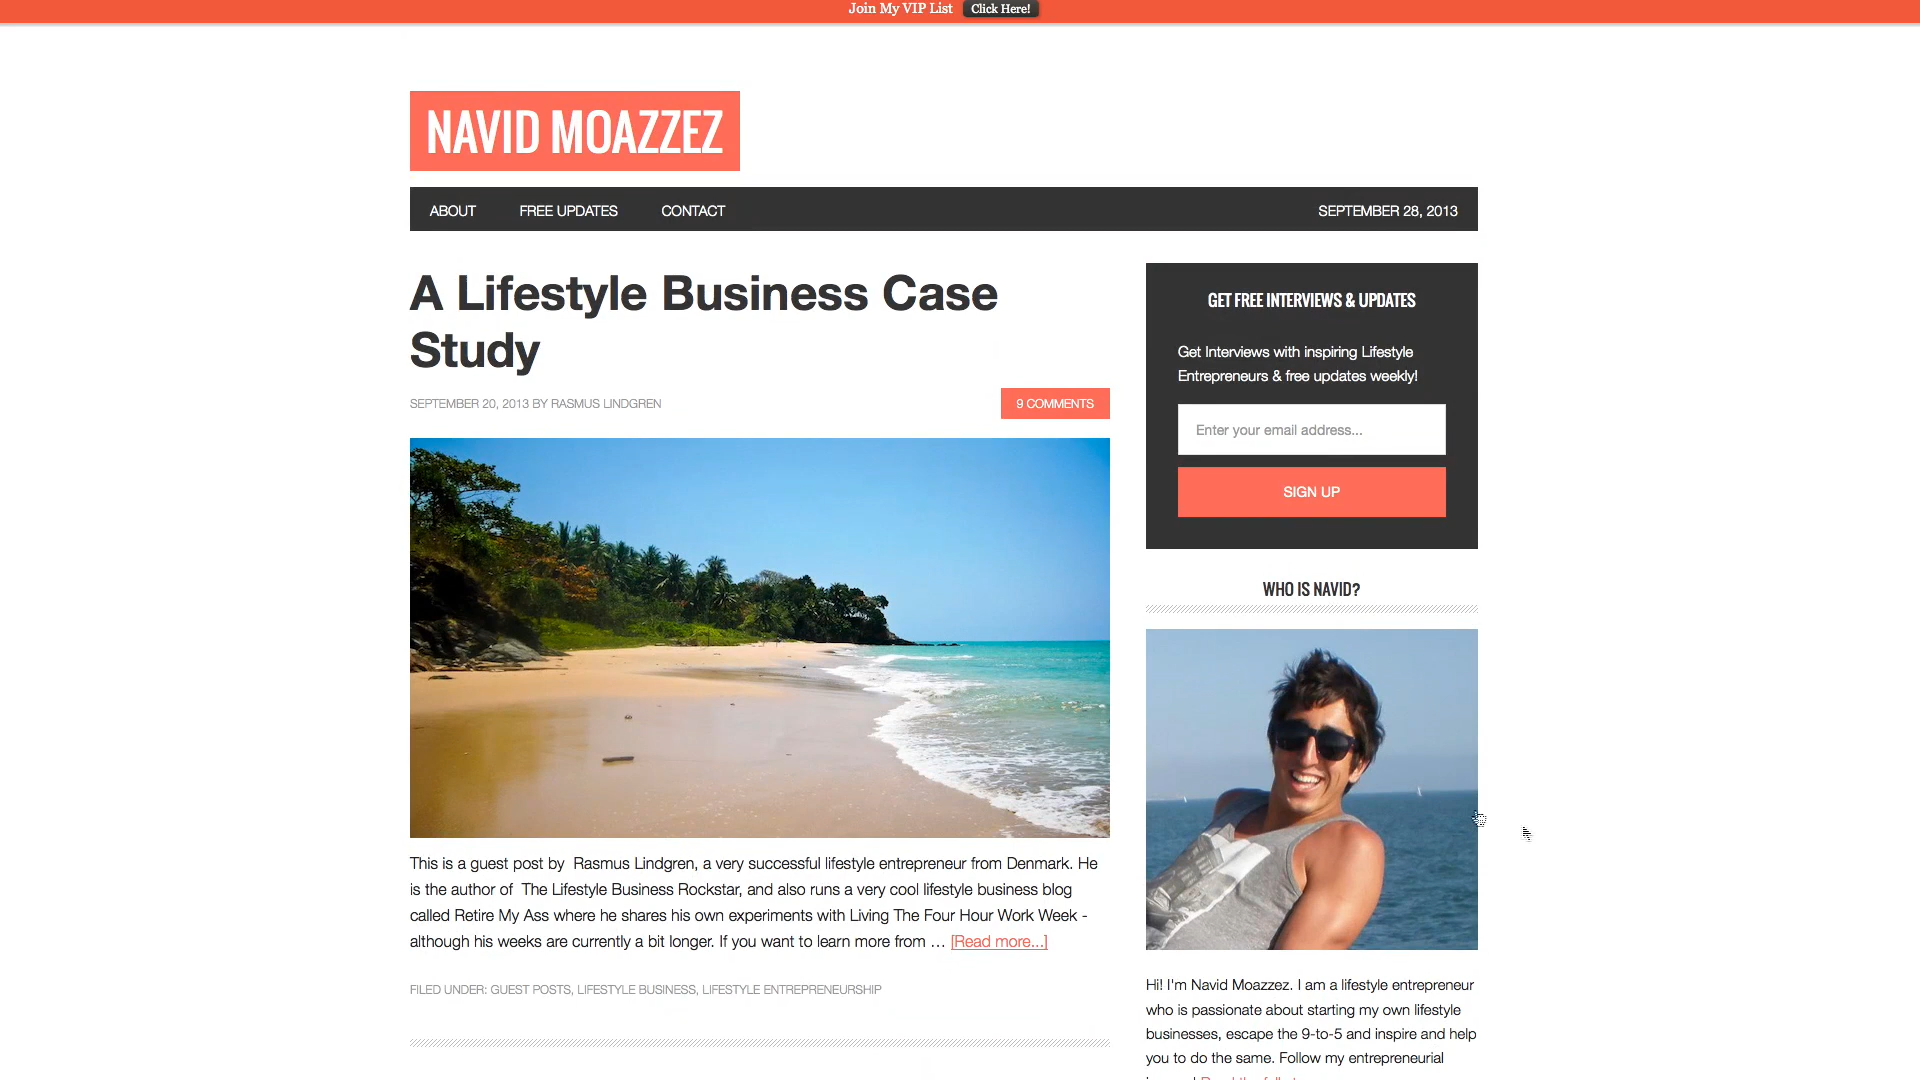 Join My VIP List Click Here!
NAVID MOAZZEZ
ABOUT FREE UPDATES CONTACT SEPTEMBER 28, 2013
A Lifestyle Business Case
Study
SEPTEMBER 20, 2013 BY RASMUS LINDGREN
9 COMMENTS
This is a guest post by Rasmus Lindgren, a very successful lifestyle entrepreneur from Denmark. He
is the author of The Lifestyle Business Rockstar, and also runs a very cool lifestyle business blog
called Retire My Ass where he shares his own experiments with Living The Four Hour Work Week -
although his weeks are currently a bit longer. If you want to learn more from … [Read more...]
FILED UNDER: GUEST POSTS, LIFESTYLE BUSINESS, LIFESTYLE ENTREPRENEURSHIP
GET FREE INTERVIEWS & UPDATES
Get Interviews with inspiring Lifestyle
Entrepreneurs & free updates weekly!
Enter your email address...
SIGN UP
WHO IS NAVID?
Hi! I'm Navid Moazzez. I am a lifestyle entrepreneur
who is passionate about starting my own lifestyle
businesses, escape the 9-to-5 and inspire and help
you to do the same. Follow my entrepreneurial